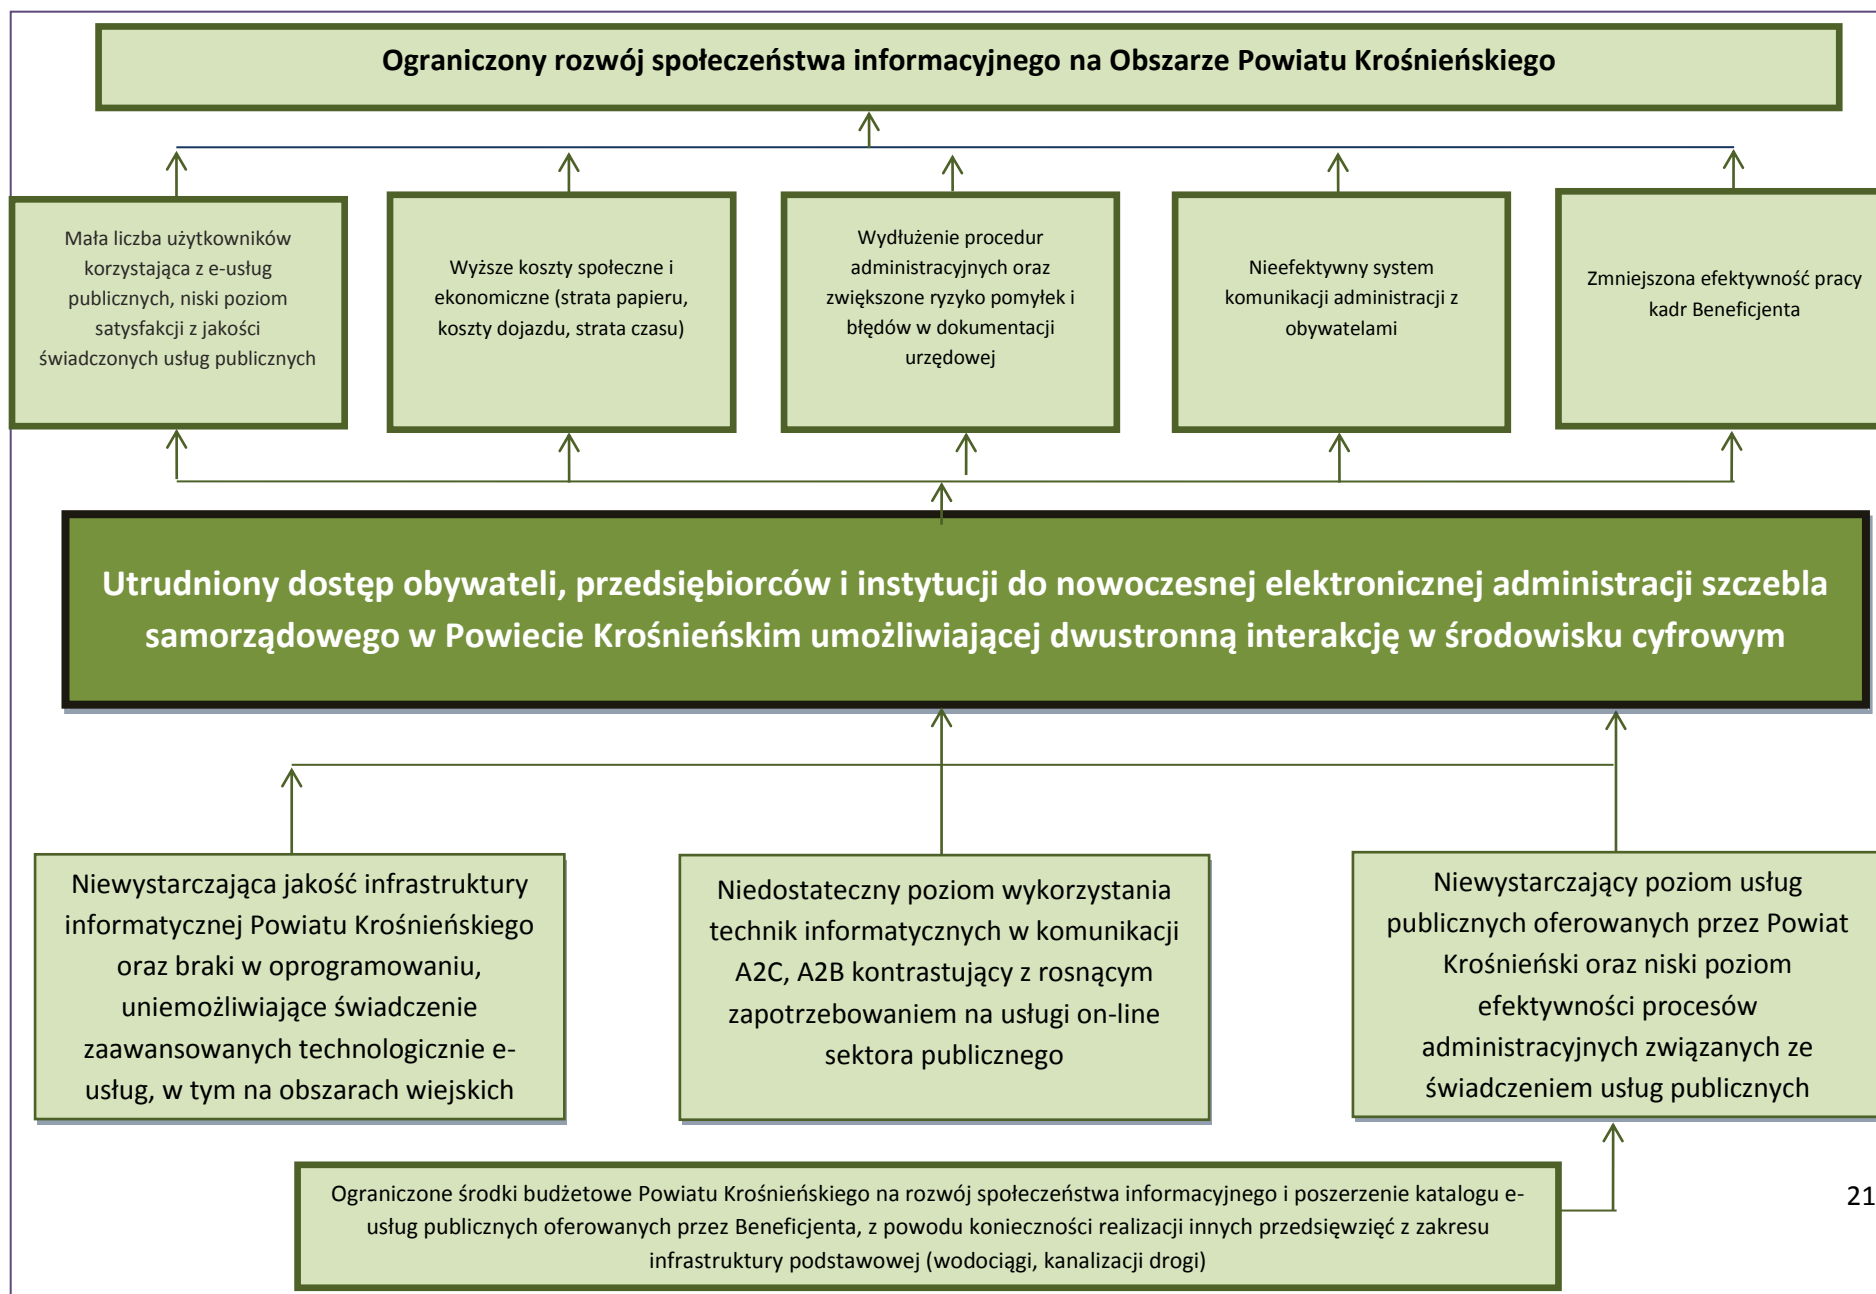 Ograniczony rozwój społeczeństwa informacyjnego na Obszarze Powiatu Krośnieńskiego
Mała liczba użytkowników
korzystająca z e-usług
publicznych, niski poziom
satysfakcji z jakości
świadczonych usług publicznych
Wyższe koszty społeczne i
ekonomiczne (strata papieru,
koszty dojazdu, strata czasu)
Wydłużenie procedur
administracyjnych oraz
zwiększone ryzyko pomyłek i
błędów w dokumentacji
urzędowej
Nieefektywny system
komunikacji administracji z
obywatelami
Zmniejszona efektywność pracy
kadr Beneficjenta
Utrudniony dostęp obywateli, przedsiębiorców i instytucji do nowoczesnej elektronicznej administracji szczebla
samorządowego w Powiecie Krośnieńskim umożliwiającej dwustronną interakcję w środowisku cyfrowym
Niewystarczająca jakość infrastruktury
informatycznej Powiatu Krośnieńskiego
oraz braki w oprogramowaniu,
uniemożliwiające świadczenie
zaawansowanych technologicznie e-
usług, w tym na obszarach wiejskich
Niedostateczny poziom wykorzystania
technik informatycznych w komunikacji
A2C, A2B kontrastujący z rosnącym
zapotrzebowaniem na usługi on-line
sektora publicznego
Niewystarczający poziom usług
publicznych oferowanych przez Powiat
Krośnieński oraz niski poziom
efektywności procesów
administracyjnych związanych ze
świadczeniem usług publicznych
Ograniczone środki budżetowe Powiatu Krośnieńskiego na rozwój społeczeństwa informacyjnego i poszerzenie katalogu e-
usług publicznych oferowanych przez Beneficjenta, z powodu konieczności realizacji innych przedsięwzięć z zakresu
infrastruktury podstawowej (wodociągi, kanalizacji drogi)
21